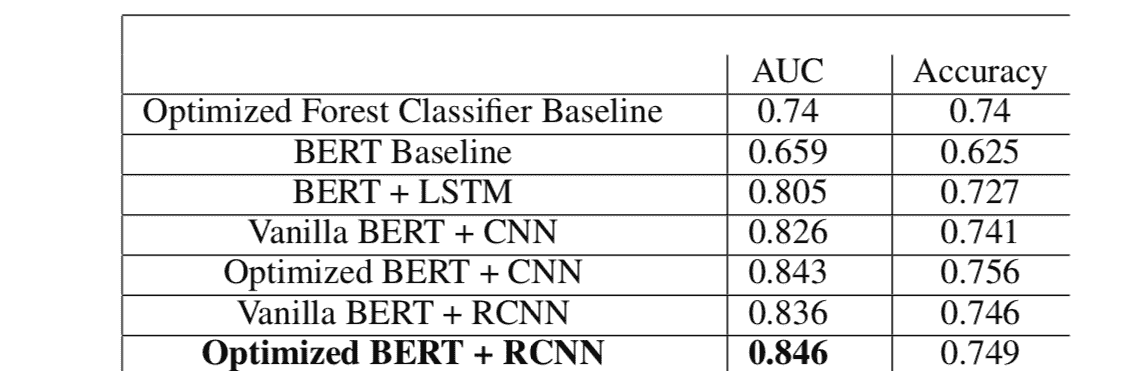 AUC Accuracy
Optimized Forest Classifier Baseline 0.74 0.74
BERT Baseline 0.659 0.625
BERT + LSTM 0.805 0.727
Vanilla BERT + CNN 0.826 0.741
Optimized BERT + CNN 0.843 0.756
Vanilla BERT + RCNN 0.836 0.746
Optimized BERT + RCNN 0.846 0.749